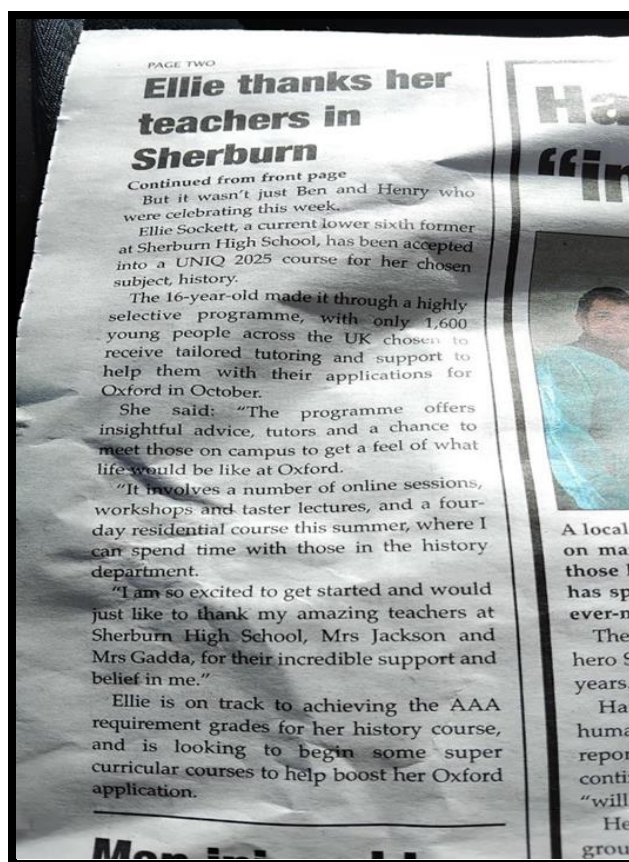 PAGE TWO
Ellie thanks her
teachers in
Sherburn
Continued from front page
But it wasn't just Ben and Henry who
were celebrating this week.
Ellie Sockett, a current lower sixth former
at Sherburn High School, has been accepted
into a UNIQ 2025 course for her chosen
subject, history.
The 16-year-old made it through a highly
selective programme, with only 1,600
young people across the UK chosen to
receive tailored tutoring and support to
help them with their applications for
Oxford in October.
She said: "The programme offers
insightful advice, tutors and a chance to
meet those on campus to get a feel of what
life would be like at Oxford.
"It involves a number of online sessions,
workshops and taster lectures, and a four-
day residential course this summer, where I
can spend time with those in the history
department.
"I am so excited to get started and would
just like to thank my amazing teachers at
Sherburn High School, Mrs Jackson and
Mrs Gadda, for their incredible support and
belief in me."
Ellie is on track to achieving the AAA
requirement grades for her history course,
and is looking to begin some super
curricular courses to help boost her Oxford
application.
Ha
"in
A local
on ma
those
has sp
ever-n
The
hero S
years.
Ha
huma
repor
conti
"will
He
grou